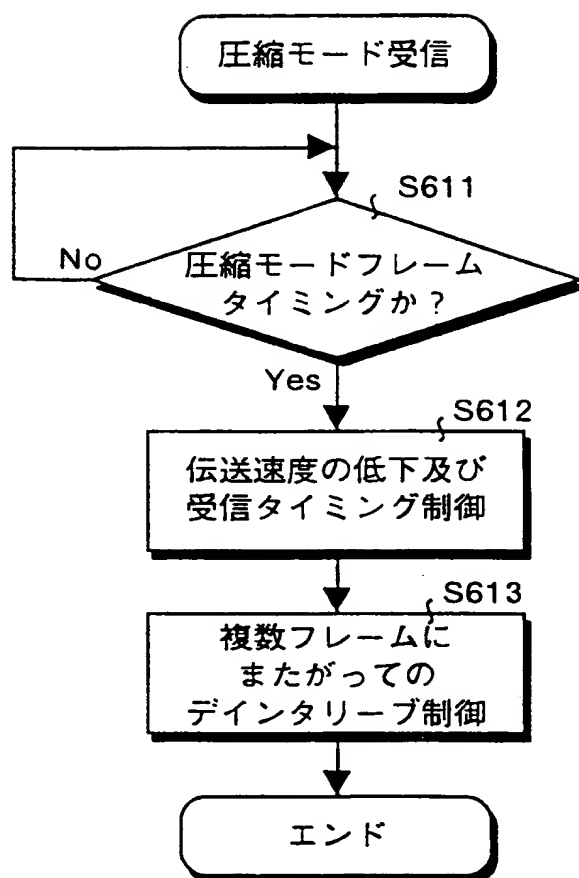 圧縮モード受信
S611
No
圧縮モードフレーム
タイミングか？
Yes
S612
伝送速度の低下及び
受信タイミング制御
S613
複数フレームに
またがっての
デインタリーブ制御
エンド